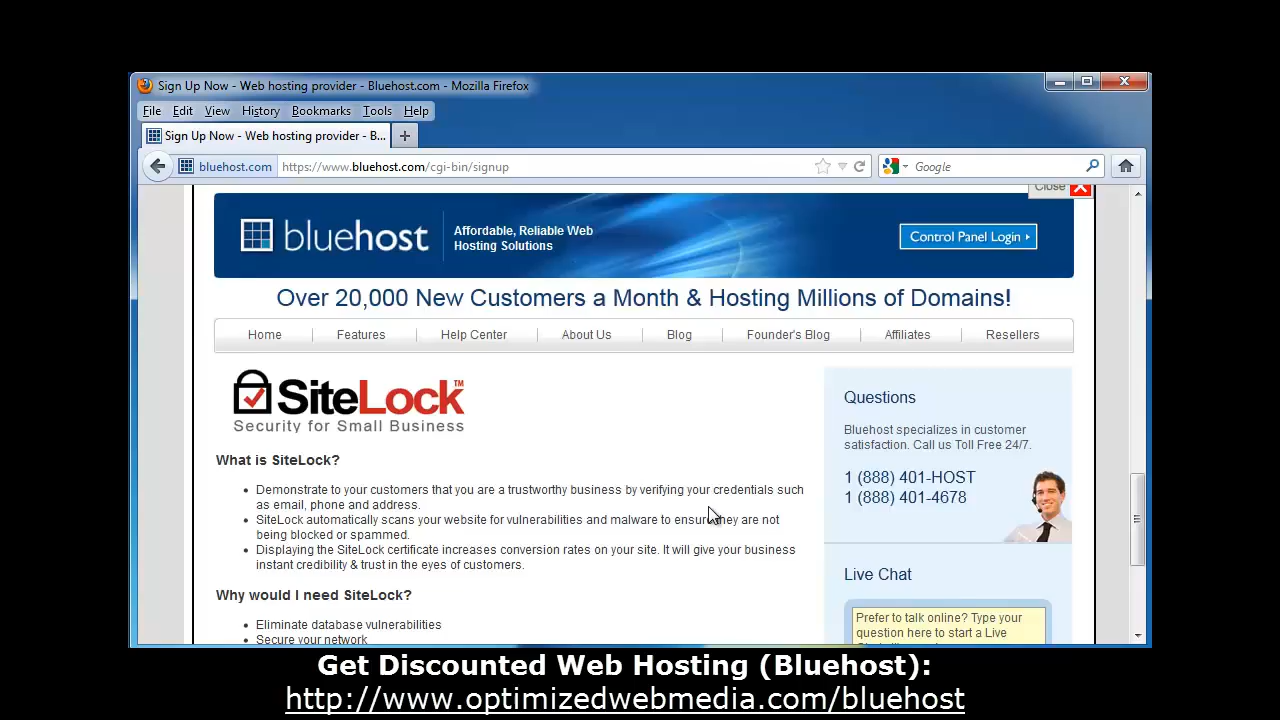 Sign Up Now - Web hosting provider - Bluehost.com - Mozilla Firefox
File Edit View History Bookmarks Tools Help
Sign Up Now - Web hosting provider - B... +
bluehost.com https://www.bluehost.com/cgi-bin/signup Google
Close
bluehost Affordable, Reliable Web
Hosting Solutions
Control Panel Login
Over 20,000 New Customers a Month & Hosting Millions of Domains!
Home Features Help Center About Us Blog Founder's Blog Affiliates Resellers
SiteLock™
Security for Small Business
What is SiteLock?
• Demonstrate to your customers that you are a trustworthy business by verifying your credentials such
as email, phone and address.
• SiteLock automatically scans your website for vulnerabilities and malware to ensure they are not
being blocked or spammed.
• Displaying the SiteLock certificate increases conversion rates on your site. It will give your business
instant credibility & trust in the eyes of customers.
Why would I need SiteLock?
• Eliminate database vulnerabilities
• Secure your network
Questions
Bluehost specializes in customer
satisfaction. Call us Toll Free 24/7.
1 (888) 401-HOST
1 (888) 401-4678
Live Chat
Prefer to talk online? Type your
question here to start a Live
Get Discounted Web Hosting (Bluehost):
http://www.optimizedwebmedia.com/bluehost